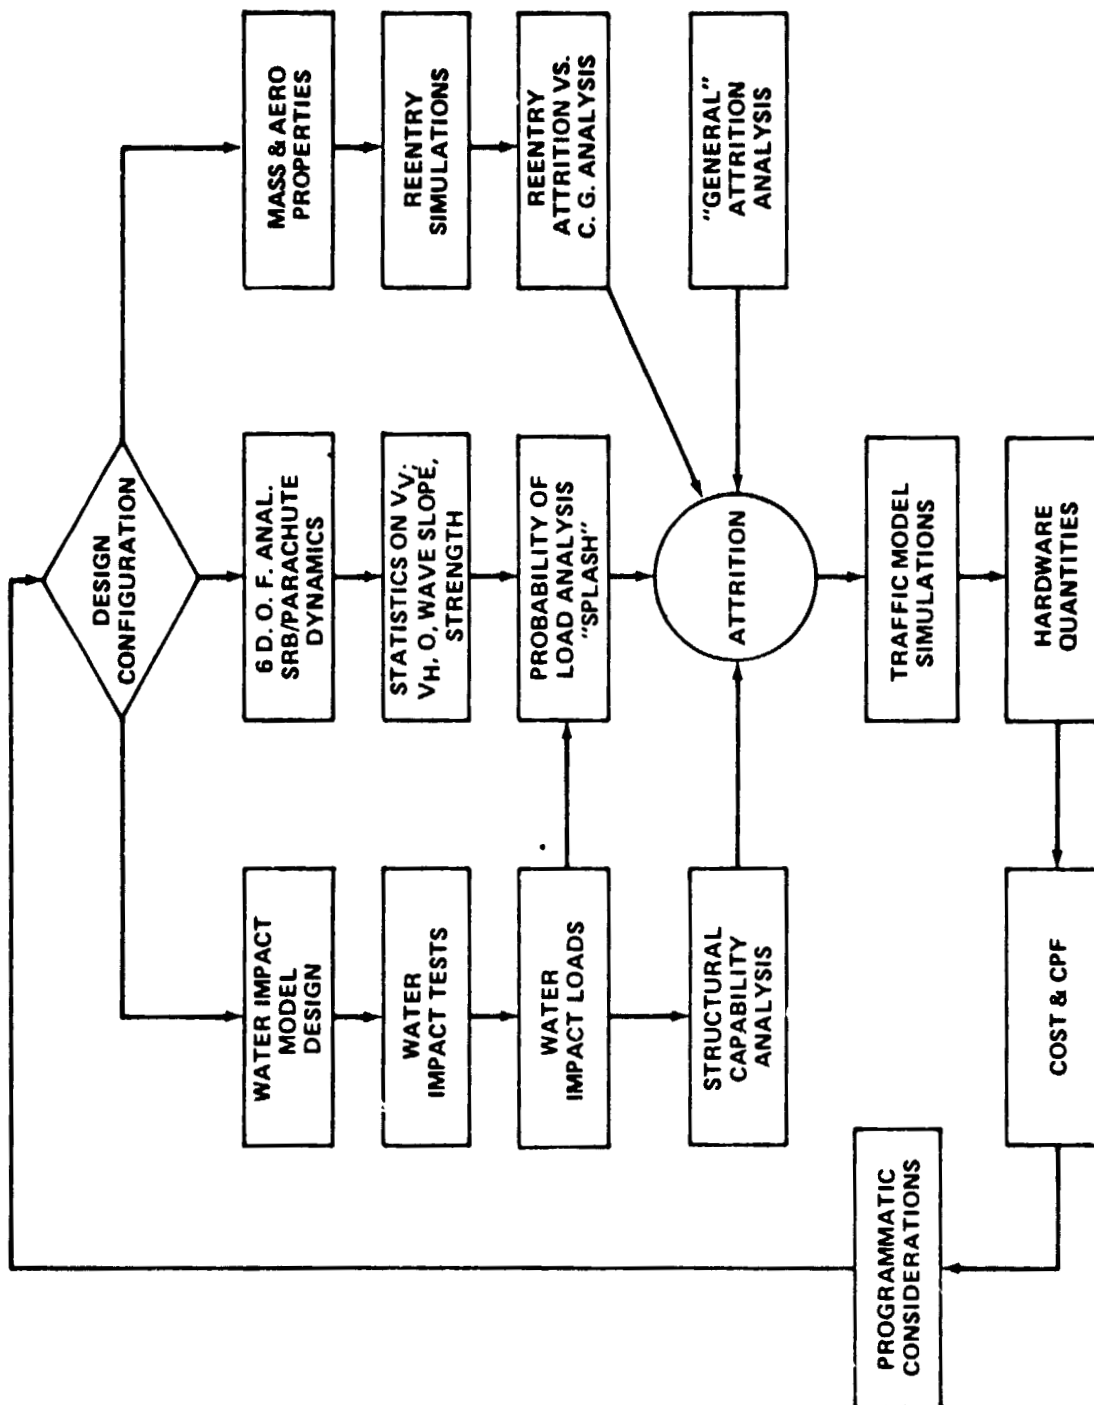 DESIGN
CONFIGURATION
WATER IMPACT
MODEL
DESIGN
WATER
IMPACT TESTS
WATER
IMPACT LOADS
STRUCTURAL
CAPABILITY
ANALYSIS
6 D. O. F. ANAL.
SRB/PARACHUTE
DYNAMICS
STATISTICS ON VV;
VH, O, WAVE SLOPE,
STRENGTH
PROBABILITY OF
LOAD ANALYSIS
"SPLASH"
MASS & AERO
PROPERTIES
REENTRY
SIMULATIONS
REENTRY
ATTRITION VS.
C. G. ANALYSIS
"GENERAL"
ATTRITION
ANALYSIS
ATTRITION
TRAFFIC MODEL
SIMULATIONS
HARDWARE
QUANTITIES
COST & CPF
PROGRAMMATIC
CONSIDERATIONS